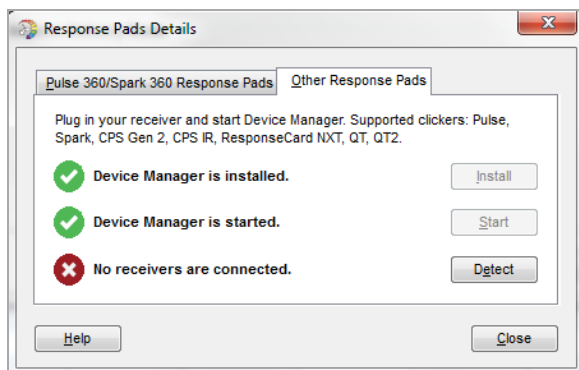 Response Pads Details
Pulse 360/Spark 360 Response Pads
Other Response Pads
Plug in your receiver and start Device Manager. Supported clickers: Pulse,
Spark, CPS Gen 2, CPS IR, ResponseCard NXT, QT, QT2.
Device Manager is installed.
Install
Device Manager is started.
Start
No receivers are connected.
Detect
Help
Close